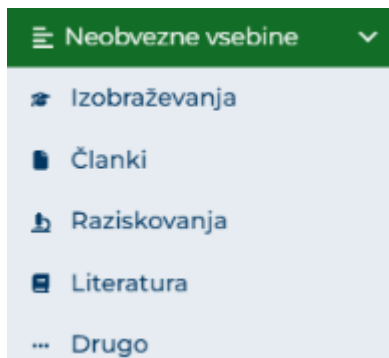 Neobvezne vsebine
Izobraževanja
Članki
Raziskovanja
Literatura
Drugo